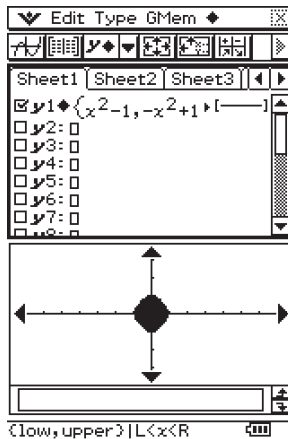 Edit Type GMem ◆
y▪
Sheet1 Sheet2 Sheet3
☑y1◆{x²-1,-x²+1▸[—]
☐y2:▯
☐y3:▯
☐y4:▯
☐y5:▯
☐y6:▯
☐y7:▯
☐y8:▯
{low,upper}|L<x<R